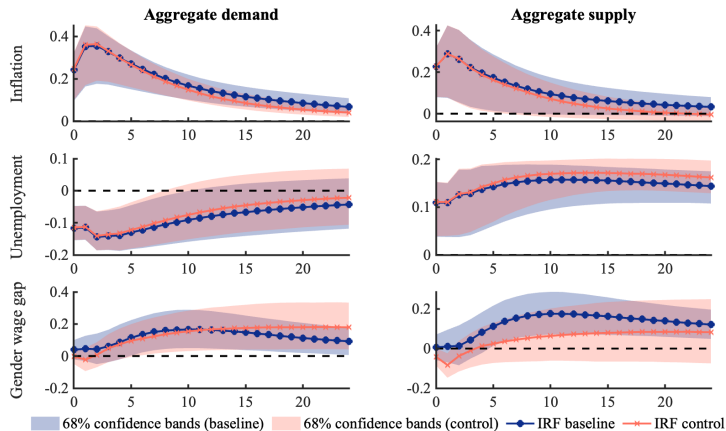 Aggregate demand
Aggregate supply
Inflation
0.4
0.2
0
0 5 10 15 20
0.4
0.2
0
0 5 10 15 20
Unemployment
0.1
0
-0.1
-0.2
0 5 10 15 20
0.2
0.1
0
0 5 10 15 20
Gender wage gap
0.4
0.2
0
-0.2
0 5 10 15 20
0.2
0
-0.2
0 5 10 15 20
68% confidence bands (baseline) 68% confidence bands (control) IRF baseline IRF control